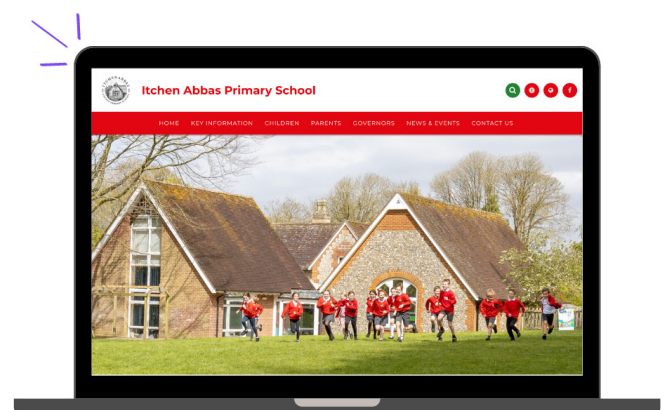 Itchen Abbas Primary School
HOME KEY INFORMATION CHILDREN PARENTS GOVERNORS NEWS & EVENTS CONTACT US